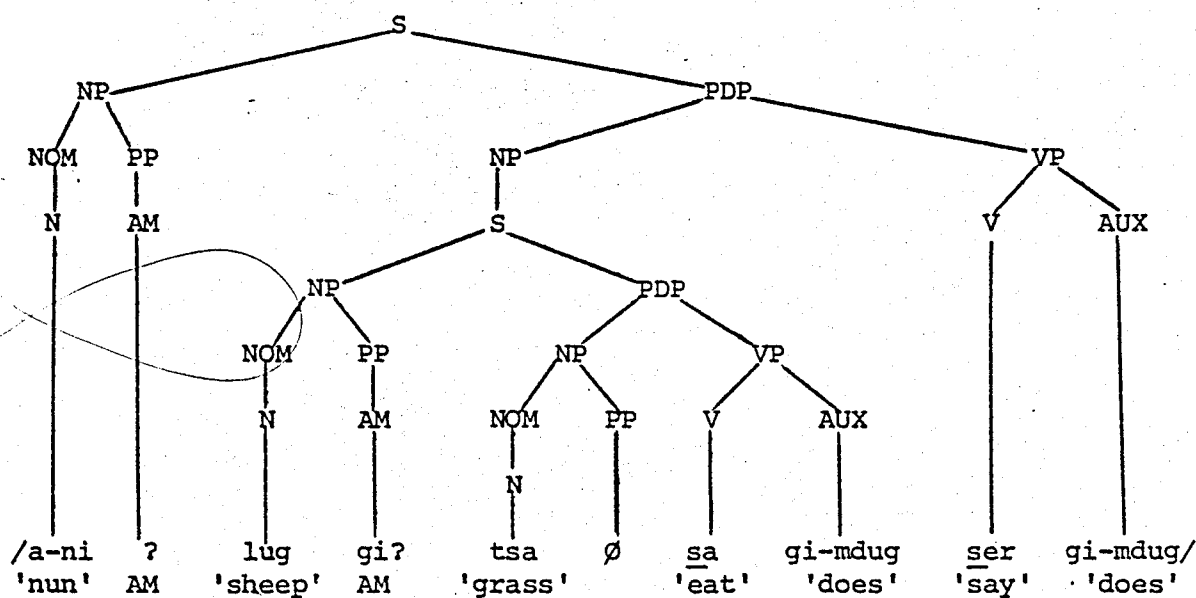 S
NP PDP
NOM PP NP VP
N AM S V AUX
NP PDP
NOM PP NP VP
N AM NOM PP V AUX
N
/a-ni ? lug gi? tsa Ø sa gi-mdug ser gi-mdug/
'nun' AM 'sheep' AM 'grass' 'eat' 'does' 'say' 'does'